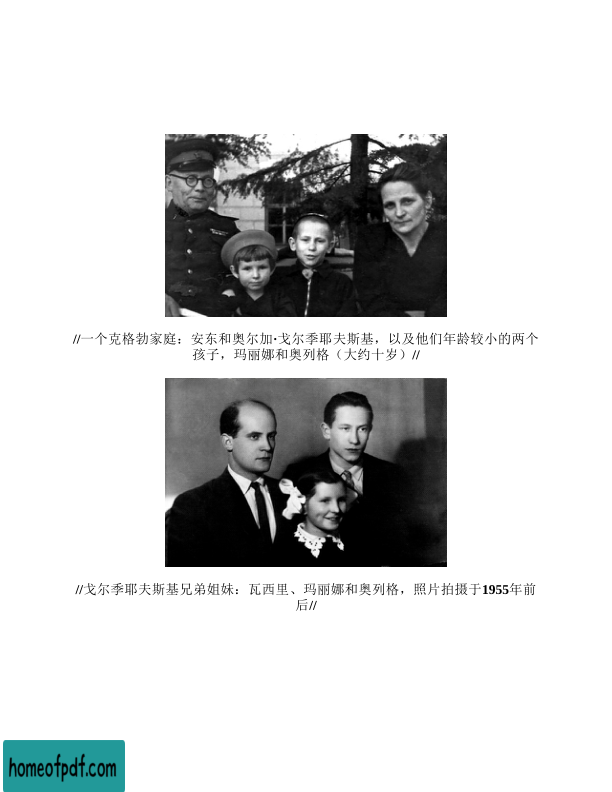 //一个克格勃家庭：安东和奥尔加·戈尔季耶夫斯基，以及他们年龄较小的两个
孩子，玛丽娜和奥列格（大约十岁）//
//戈尔季耶夫斯基兄弟姐妹：瓦西里、玛丽娜和奥列格，照片拍摄于1955年前
后//
homeofpdf.com